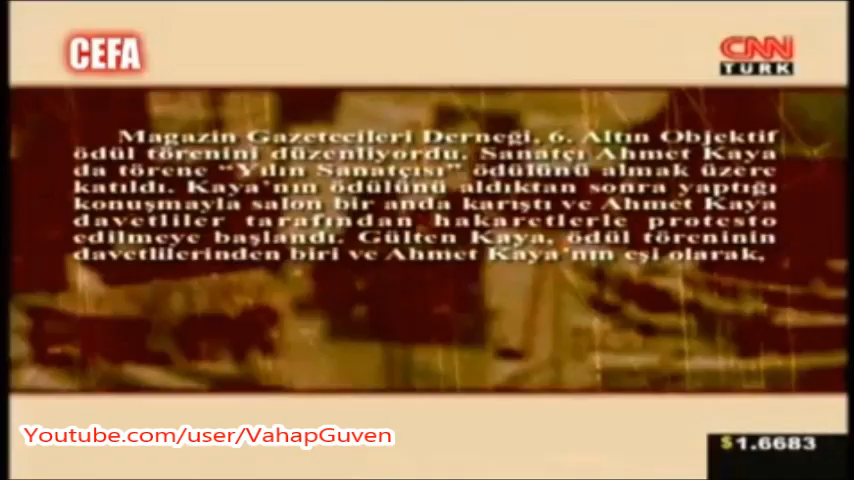 CEFA
CNN
TURK
Magazin Gazetecileri Derneği, 6. Altın Objektif
ödül törenini düzenliyordu. Sanatçı Ahmet Kaya
da törene "Yılın Sanatçısı" ödülünü almak üzere
katıldı. Kaya'nın ödülünü aldıktan sonra yaptığı
konuşmayla salon bir anda karıştı ve Ahmet Kaya
davetliler tarafından hakaretlerle protesto
edilmeye başlandı. Gülten Kaya, ödül töreninin
davetlilerinden biri ve Ahmet Kaya'nın eşi olarak,
Youtube.com/user/VahapGuven
$1.6683